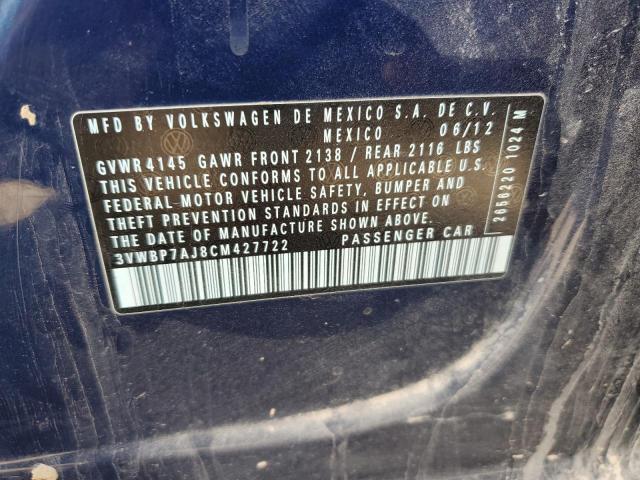 MFD BY VOLKSWAGEN DE MEXICO S.A. DE C.V.
MEXICO 06/12
GVWR4145 GAWR FRONT 2138 / REAR 2116 LBS
THIS VEHICLE CONFORMS TO ALL APPLICABLE U.S.
FEDERAL MOTOR VEHICLE SAFETY, BUMPER AND
THEFT PREVENTION STANDARDS IN EFFECT ON
THE DATE OF MANUFACTURE SHOWN ABOVE.
3VWBP7AJ8CM427722 PASSENGER CAR
2666220 1024 M